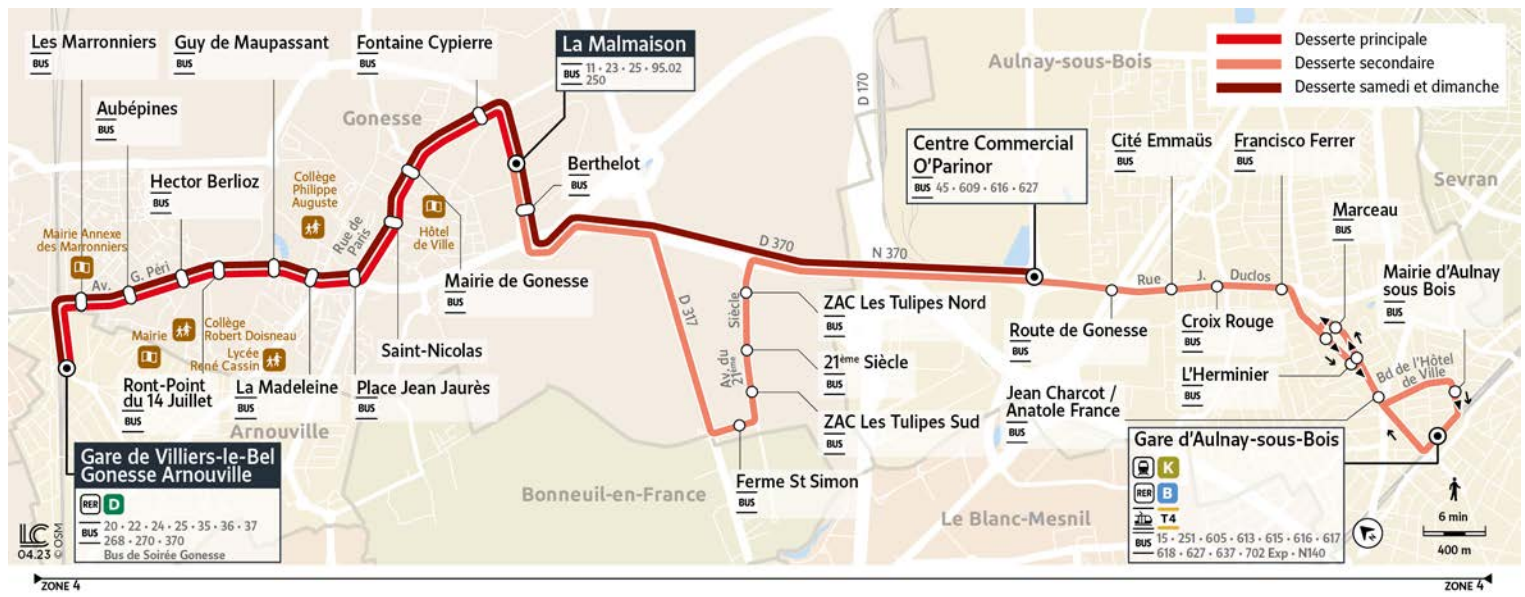 Les Marronniers
BUS
Guy de Maupassant
BUS
Fontaine Cypierre
BUS
La Malmaison
BUS 11 • 23 • 25 • 95.02
250
Desserte principale
Desserte secondaire
Desserte samedi et dimanche
Aulnay-sous-Bois
D 170
Aubépines
BUS
Gonesse
Hector Berlioz
BUS
Collège
Philippe
Auguste
Rue de
Paris
Hôtel
de Ville
Berthelot
BUS
Centre Commercial
O'Parinor
BUS 45 • 609 • 616 • 627
Cité Emmaüs
BUS
Francisco Ferrer
BUS
Sevran
Marceau
BUS
Mairie Annexe
des Marronniers
Av. G. Péri
Mairie de Gonesse
BUS
D 370
N 370
Rue J. Duclos
Mairie d'Aulnay
sous Bois
BUS
D 317
Av. du
21ème
Siècle
ZAC Les Tulipes Nord
BUS
21ème Siècle
BUS
ZAC Les Tulipes Sud
BUS
Ferme St Simon
BUS
Route de Gonesse
BUS
Croix Rouge
BUS
L'Herminier
BUS
Bd de l'Hôtel
de Ville
Jean Charcot /
Anatole France
BUS
Mairie
Collège
Robert Doisneau
Lycée
René Cassin
Ront-Point
du 14 Juillet
BUS
La Madeleine
BUS
Place Jean Jaurès
BUS
Saint-Nicolas
Arnouville
Gare de Villiers-le-Bel
Gonesse Arnouville
RER D
BUS 20 • 22 • 24 • 25 • 35 • 36 • 37
268 • 270 • 370
Bus de Soirée Gonesse
Bonneuil-en-France
Le Blanc-Mesnil
Gare d'Aulnay-sous-Bois
K
RER B
T4
BUS 15 • 251 • 605 • 613 • 615 • 616 • 617
618 • 627 • 637 • 702 Exp • N140
6 min
400 m
LC
04.23
© OSM
ZONE 4
ZONE 4